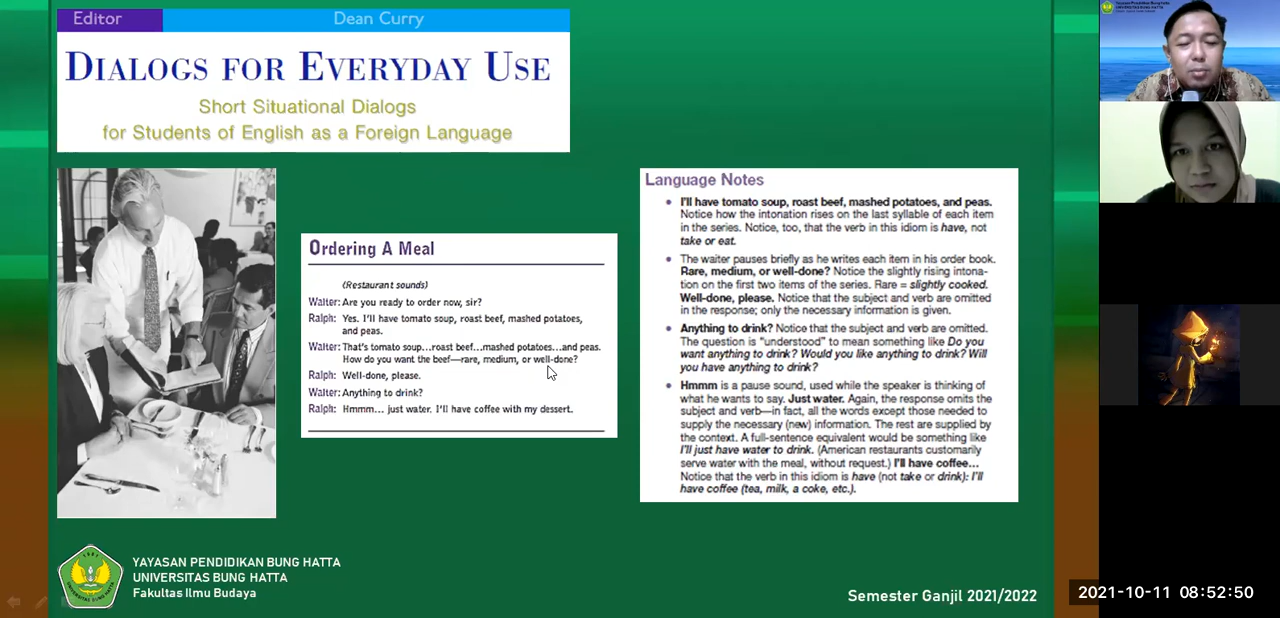 Editor
Dean Curry
DIALOGS FOR EVERYDAY USE
Short Situational Dialogs
for Students of English as a Foreign Language
Ordering A Meal
(Restaurant sounds)
Waiter: Are you ready to order now, sir?
Ralph: Yes. I'll have tomato soup, roast beef, mashed potatoes,
and peas.
Waiter: That's tomato soup...roast beef...mashed potatoes...and peas.
How do you want the beef—rare, medium, or well-done?
Ralph: Well-done, please.
Waiter: Anything to drink?
Ralph: Hmmm... just water. I'll have coffee with my dessert.
Language Notes
• I'll have tomato soup, roast beef, mashed potatoes, and peas.
Notice how the intonation rises on the last syllable of each item
in the series. Notice, too, that the verb in this idiom is have, not
take or eat.
• The waiter pauses briefly as he writes each item in his order book.
Rare, medium, or well-done? Notice the slightly rising intona-
tion on the first two items of the series. Rare = slightly cooked.
Well-done, please. Notice that the subject and verb are omitted
in the response; only the necessary information is given.
• Anything to drink? Notice that the subject and verb are omitted.
The question is "understood" to mean something like Do you
want anything to drink? Would you like anything to drink? Will
you have anything to drink?
• Hmmm is a pause sound, used while the speaker is thinking of
what he wants to say. Just water. Again, the response omits the
subject and verb—in fact, all the words except those needed to
supply the necessary (new) information. The rest are supplied by
the context. A full-sentence equivalent would be something like
I'll just have water to drink. (American restaurants customarily
serve water with the meal, without request.) I'll have coffee...
Notice that the verb in this idiom is have (not take or drink): I'll
have coffee (tea, milk, a coke, etc.).
YAYASAN PENDIDIKAN BUNG HATTA
UNIVERSITAS BUNG HATTA
Fakultas Ilmu Budaya
Semester Ganjil 2021/2022
Yayasan Pendidikan Bung Hatta
UNIVERSITAS BUNG HATTA
2021-10-11 08:52:50